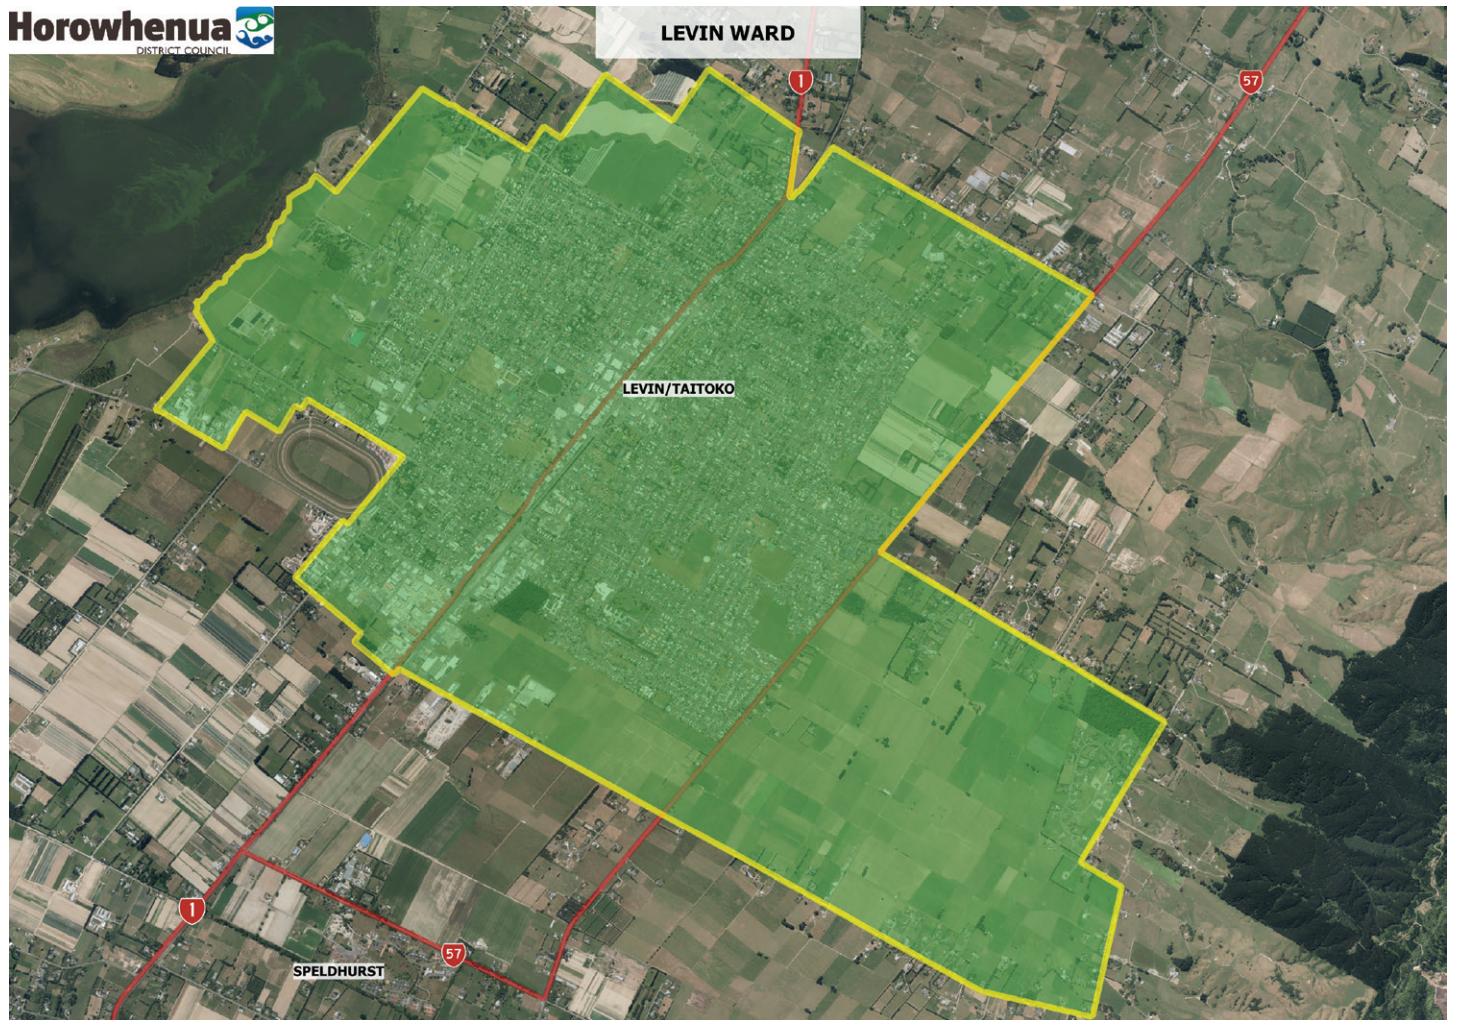 Horowhenua
DISTRICT COUNCIL
LEVIN WARD
1
57
LEVIN/TAITOKO
1
57
SPELDHURST